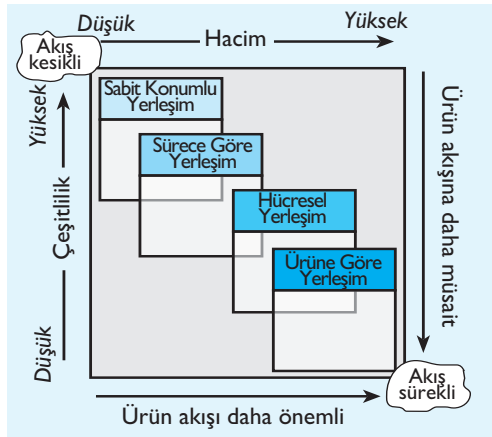 Düşük
Hacim
Yüksek
Akış
kesikli
Yüksek
Çeşitlilik
Düşük
Sabit Konumlu
Yerleşim
Sürece Göre
Yerleşim
Hücresel
Yerleşim
Ürüne Göre
Yerleşim
Ürün akışına daha müsait
Akış
sürekli
Ürün akışı daha önemli